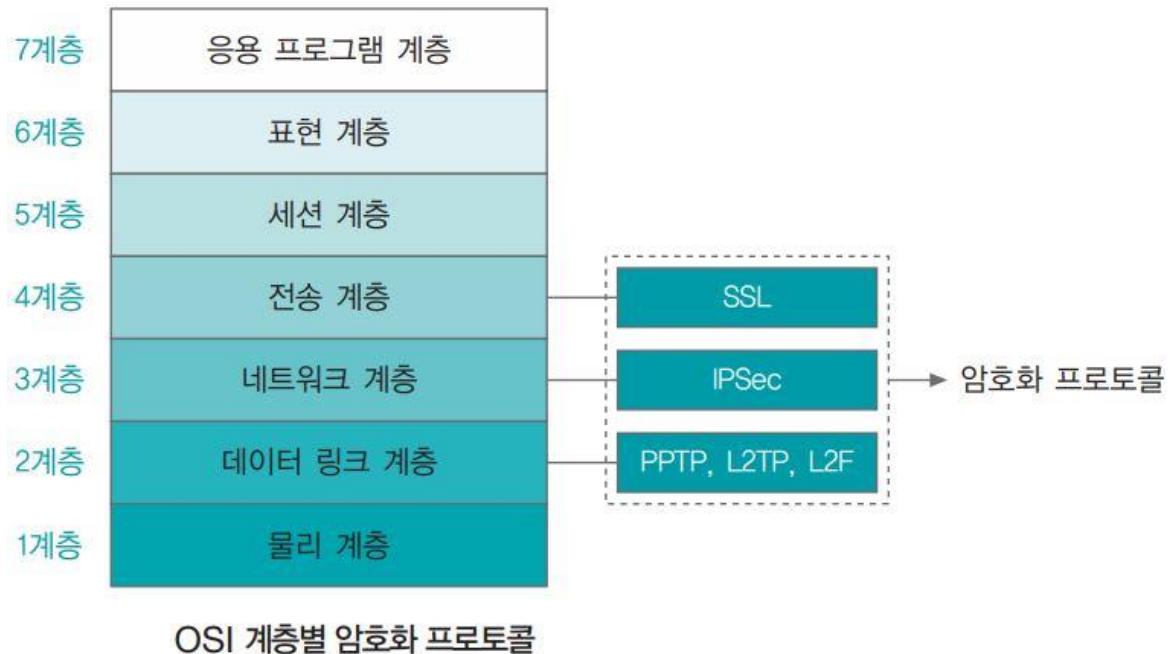 7계층 응용 프로그램 계층
6계층 표현 계층
5계층 세션 계층
4계층 전송 계층 SSL
3계층 네트워크 계층 IPSec 암호화 프로토콜
2계층 데이터 링크 계층 PPTP, L2TP, L2F
1계층 물리 계층
OSI 계층별 암호화 프로토콜